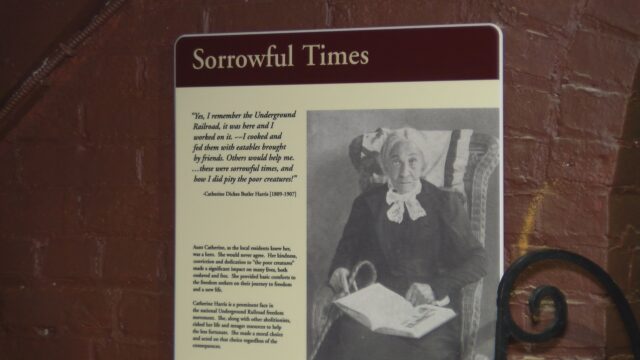 Sorrowful Times
"Yes, I remember the Underground
Railroad, it was here and I
worked on it. ---I cooked and
fed them with eatables brought
by friends. Others would help me.
...these were sorrowful times, and
how I did pity the poor creatures!"
-Catherine Dickes Butler Harris [1809-1907]
Aunt Catherine, as the local residents knew her,
was a hero. She would never agree. Her kindness,
conviction and dedication to "the poor creatures"
made a significant impact on many lives, both
enslaved and free. She provided basic comforts to
the freedom seekers on their journey to freedom
and a new life.
Catherine Harris is a prominent face in
the national Underground Railroad freedom
movement. She, along with other abolitionists,
risked her life and meager resources to help
the less fortunate. She made a moral choice
and acted on that choice regardless of the
consequences.